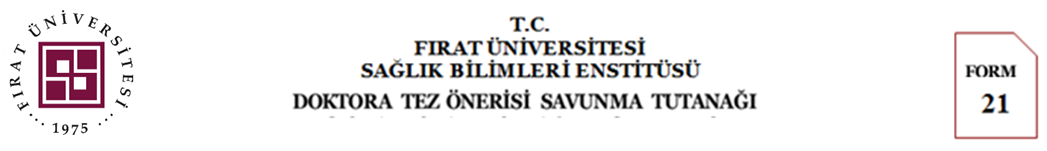 FIRAT ÜNİVERSİTESİ
1975
T.C.
FIRAT ÜNİVERSİTESİ
SAĞLIK BİLİMLERİ ENSTİTÜSÜ
DOKTORA TEZ ÖNERİSİ SAVUNMA TUTANAĞI
FORM
21